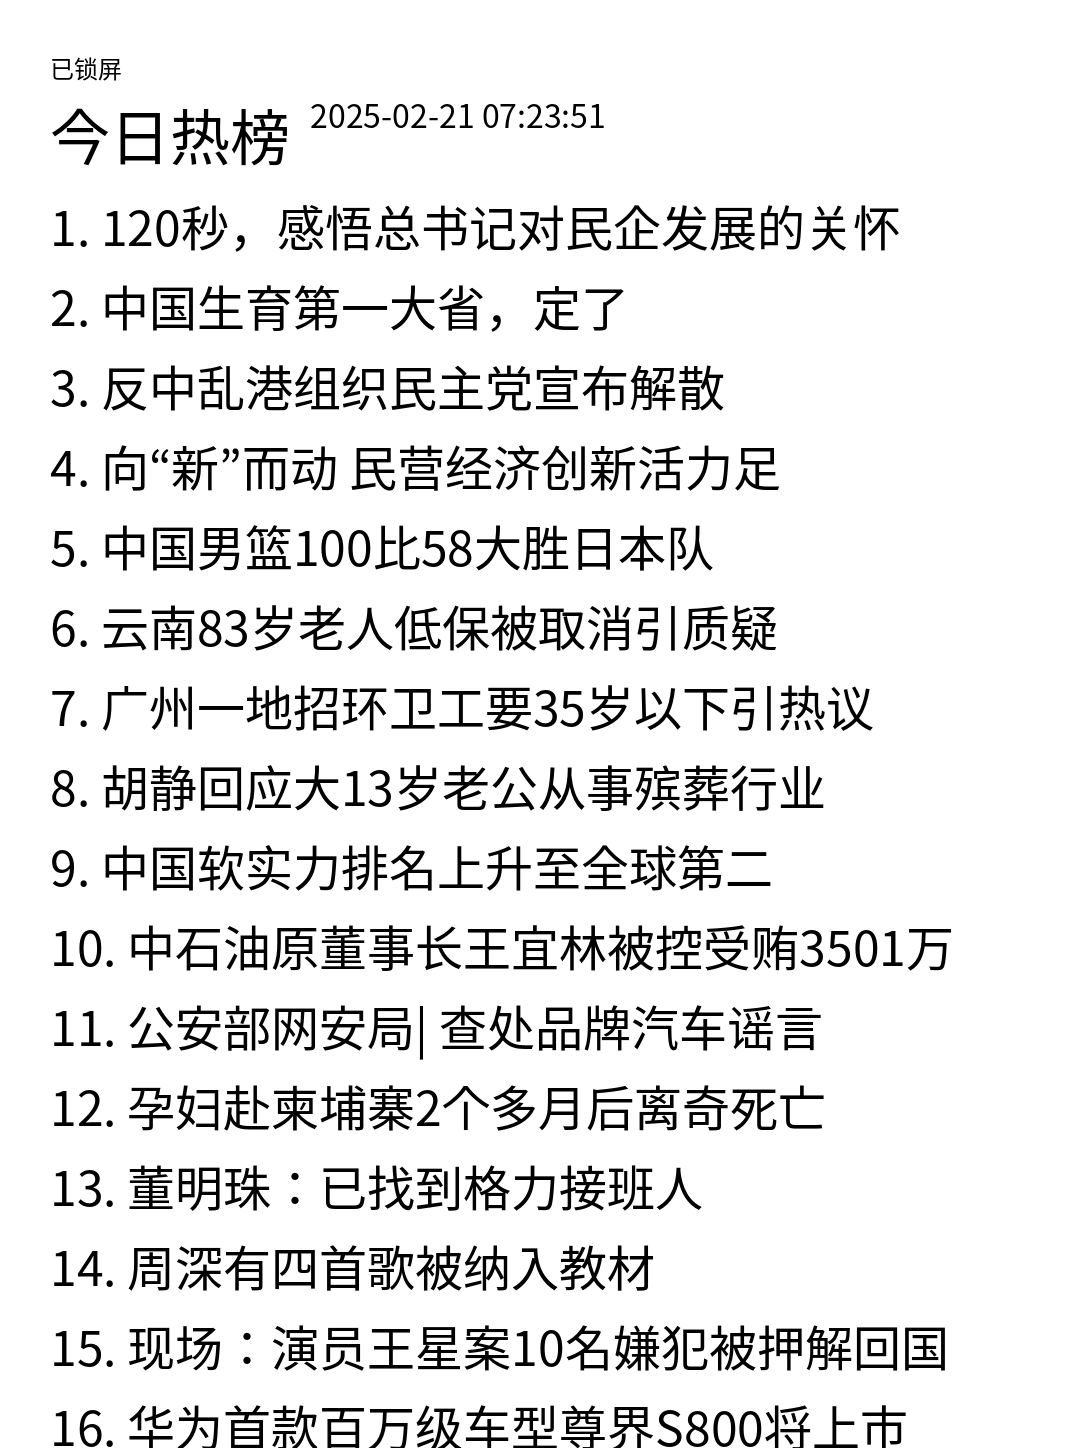 已锁屏
今日热榜 2025-02-21 07:23:51
1. 120秒，感悟总书记对民企发展的关怀
2. 中国生育第一大省，定了
3. 反中乱港组织民主党宣布解散
4. 向“新”而动 民营经济创新活力足
5. 中国男篮100比58大胜日本队
6. 云南83岁老人低保被取消引质疑
7. 广州一地招环卫工要35岁以下引热议
8. 胡静回应大13岁老公从事殡葬行业
9. 中国软实力排名上升至全球第二
10. 中石油原董事长王宜林被控受贿3501万
11. 公安部网安局| 查处品牌汽车谣言
12. 孕妇赴柬埔寨2个多月后离奇死亡
13. 董明珠：已找到格力接班人
14. 周深有四首歌被纳入教材
15. 现场：演员王星案10名嫌犯被押解回国
16. 华为首款百万级车型尊界S800将上市